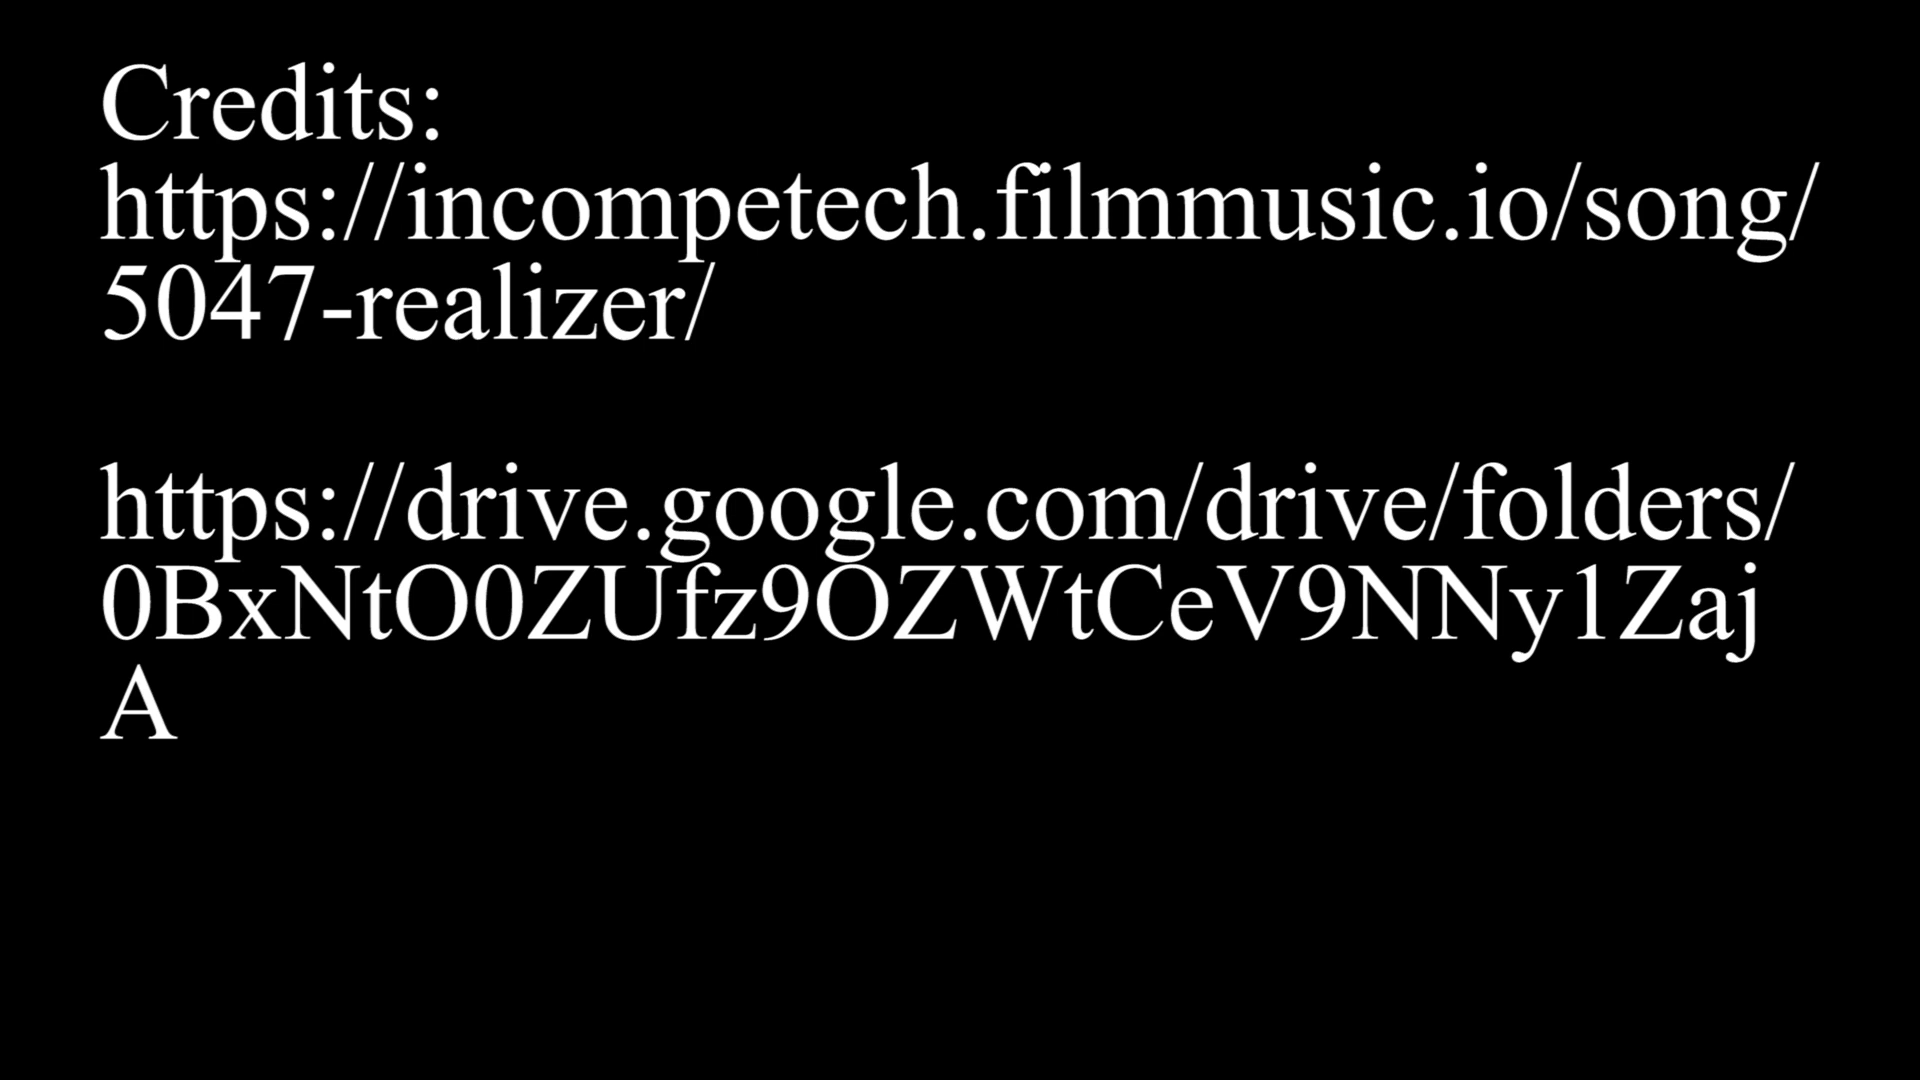 Credits:
https://incompetech.filmmusic.io/song/
5047-realizer/
https://drive.google.com/drive/folders/
0BxNtO0ZUfz9OZWtCeV9NNy1Zaj
A